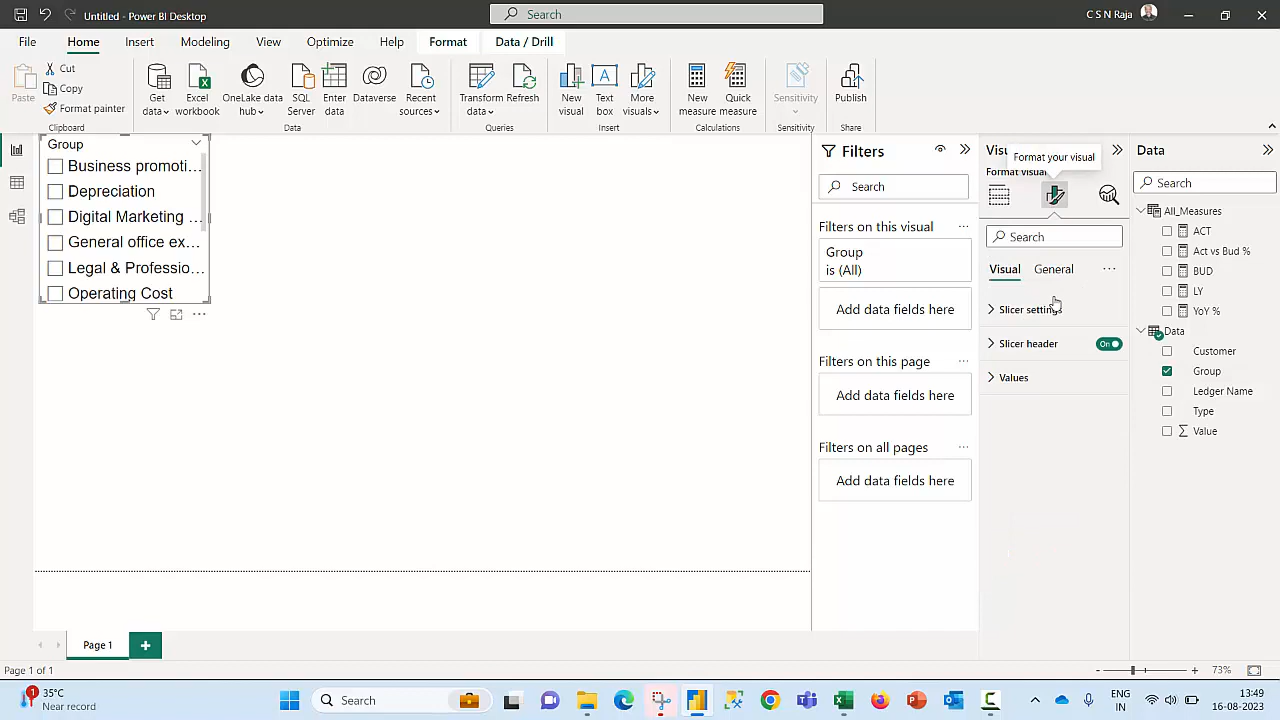 Untitled - Power BI Desktop
Search
C S N Raja
File
Home
Insert
Modeling
View
Optimize
Help
Format
Data / Drill
Paste
Cut
Copy
Format painter
Clipboard
Get
data
Excel
workbook
OneLake data
hub
SQL
Server
Enter
data
Dataverse
Recent
sources
Data
Transform
data
Refresh
Queries
New
visual
Text
box
More
visuals
Insert
New
measure
Quick
measure
Calculations
Sensitivity
Sensitivity
Publish
Share
Group
Business promoti...
Depreciation
Digital Marketing ...
General office ex...
Legal & Professio...
Operating Cost
Filters
Search
Filters on this visual
Group
is (All)
Add data fields here
Filters on this page
Add data fields here
Filters on all pages
Add data fields here
Format your visual
Format visual
Search
Visual
General
Slicer settings
Slicer header
On
Values
Data
Search
All_Measures
ACT
Act vs Bud %
BUD
LY
YoY %
Data
Customer
Group
Ledger Name
Type
Σ Value
Page 1
Page 1 of 1
73%
1
35°C
Near record
Search
ENG
IN
13:49
16-08-2023